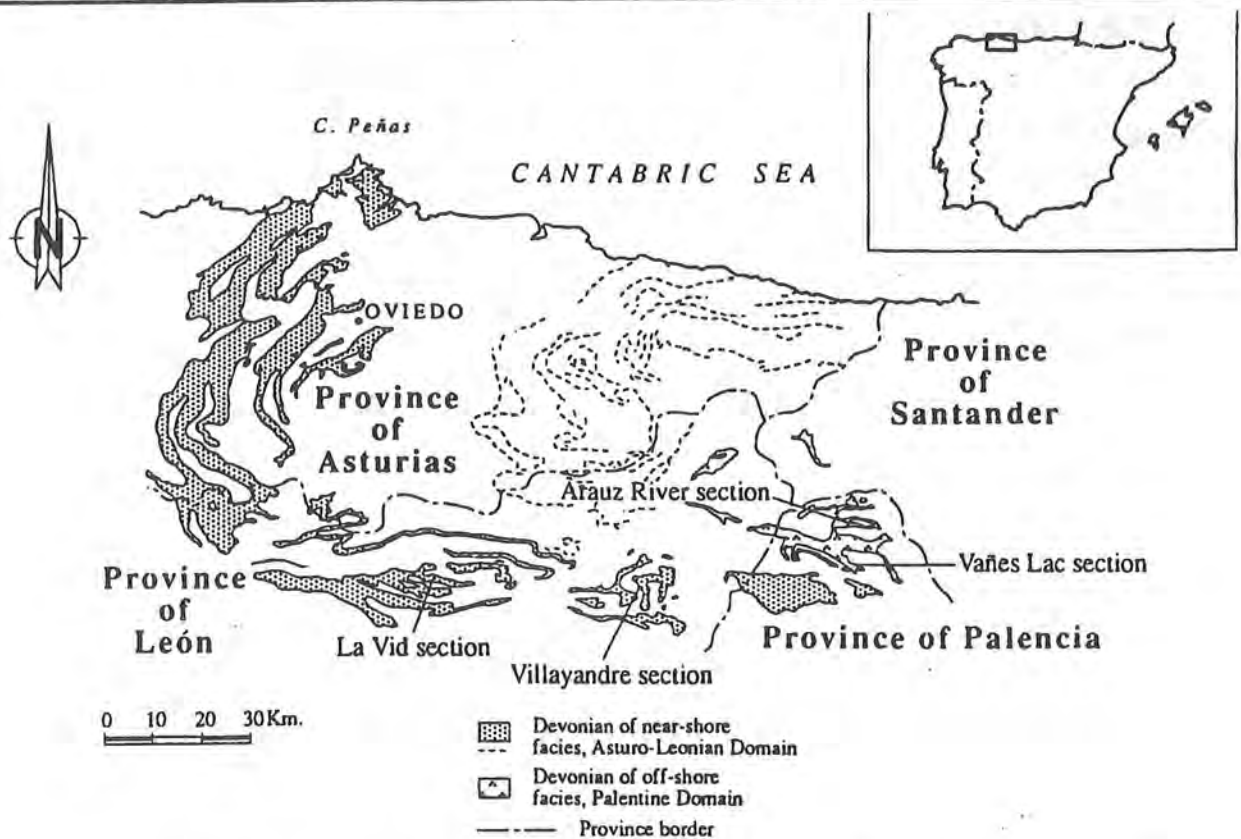 C. Peñas
CANTABRIC SEA
N
OVIEDO
Province
of
Asturias
Province
of
Santander
Arauz River section
Vañes Lac section
Province
of
León
La Vid section
Villayandre section
Province of Palencia
0 10 20 30 Km.
Devonian of near-shore
facies, Asturo-Leonian Domain
Devonian of off-shore
facies, Palentine Domain
Province border